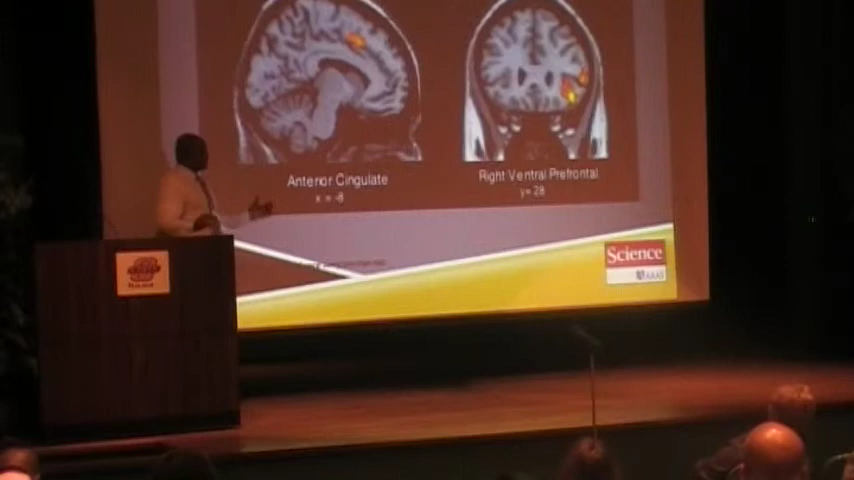 Anterior Cingulate
x = -8
Right Ventral Prefrontal
y= 28
Science
AAAS